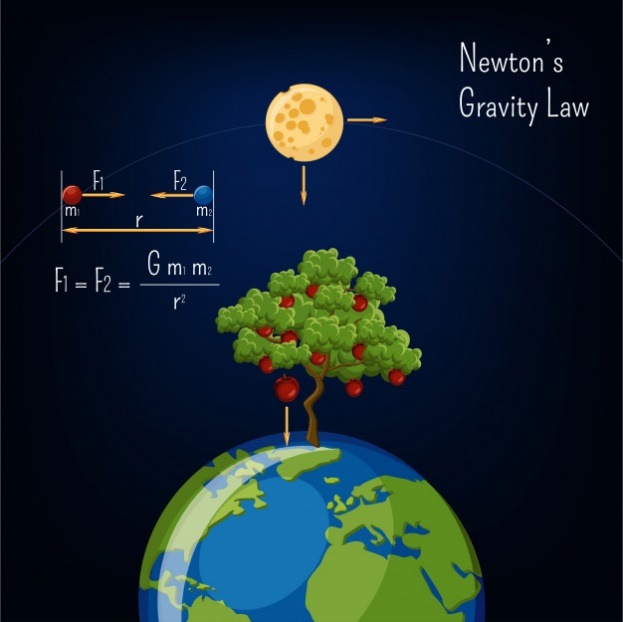 Newton's
Gravity Law
F₁ F₂
m₁ m₂
r
F₁ = F₂ = G m₁ m₂ / r²